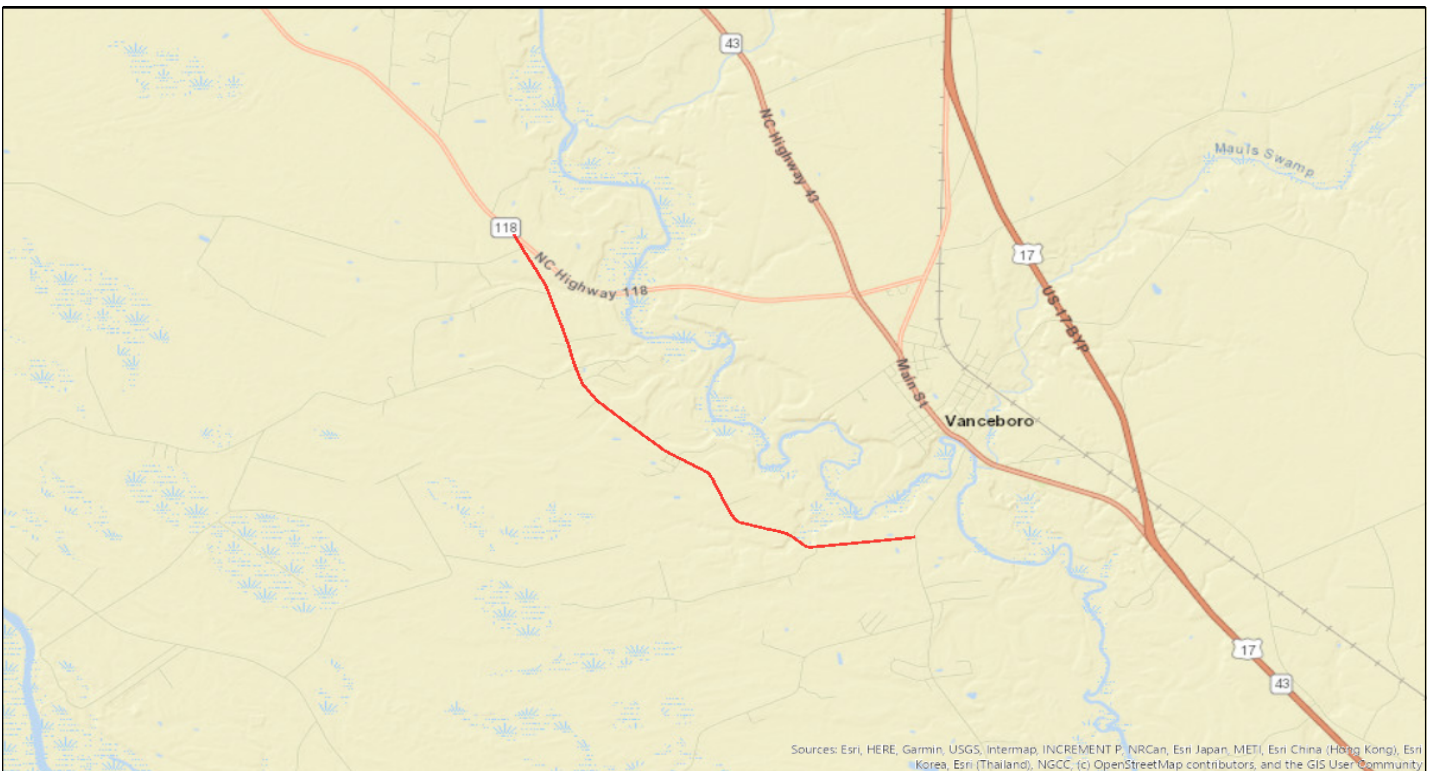 43
NC Highway 43
Mauls Swamp
118
NC Highway 118
17
US-17-BYP
Main St
Vanceboro
17
43
Sources: Esri, HERE, Garmin, USGS, Intermap, INCREMENT P, NRCan, Esri Japan, METI, Esri China (Hong Kong), Esri
Korea, Esri (Thailand), NGCC, (c) OpenStreetMap contributors, and the GIS User Community